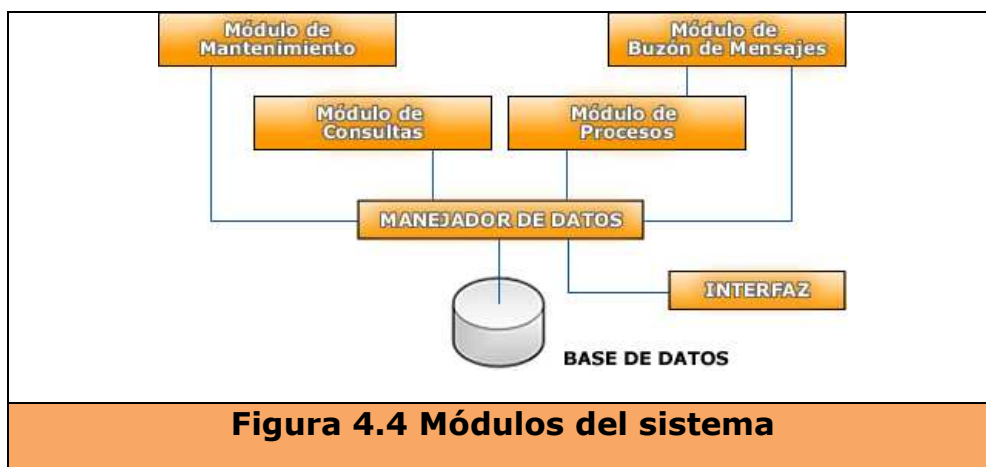 Módulo de
Mantenimiento
Módulo de
Buzón de Mensajes
Módulo de
Consultas
Módulo de
Procesos
MANEJADOR DE DATOS
INTERFAZ
BASE DE DATOS
Figura 4.4 Módulos del sistema